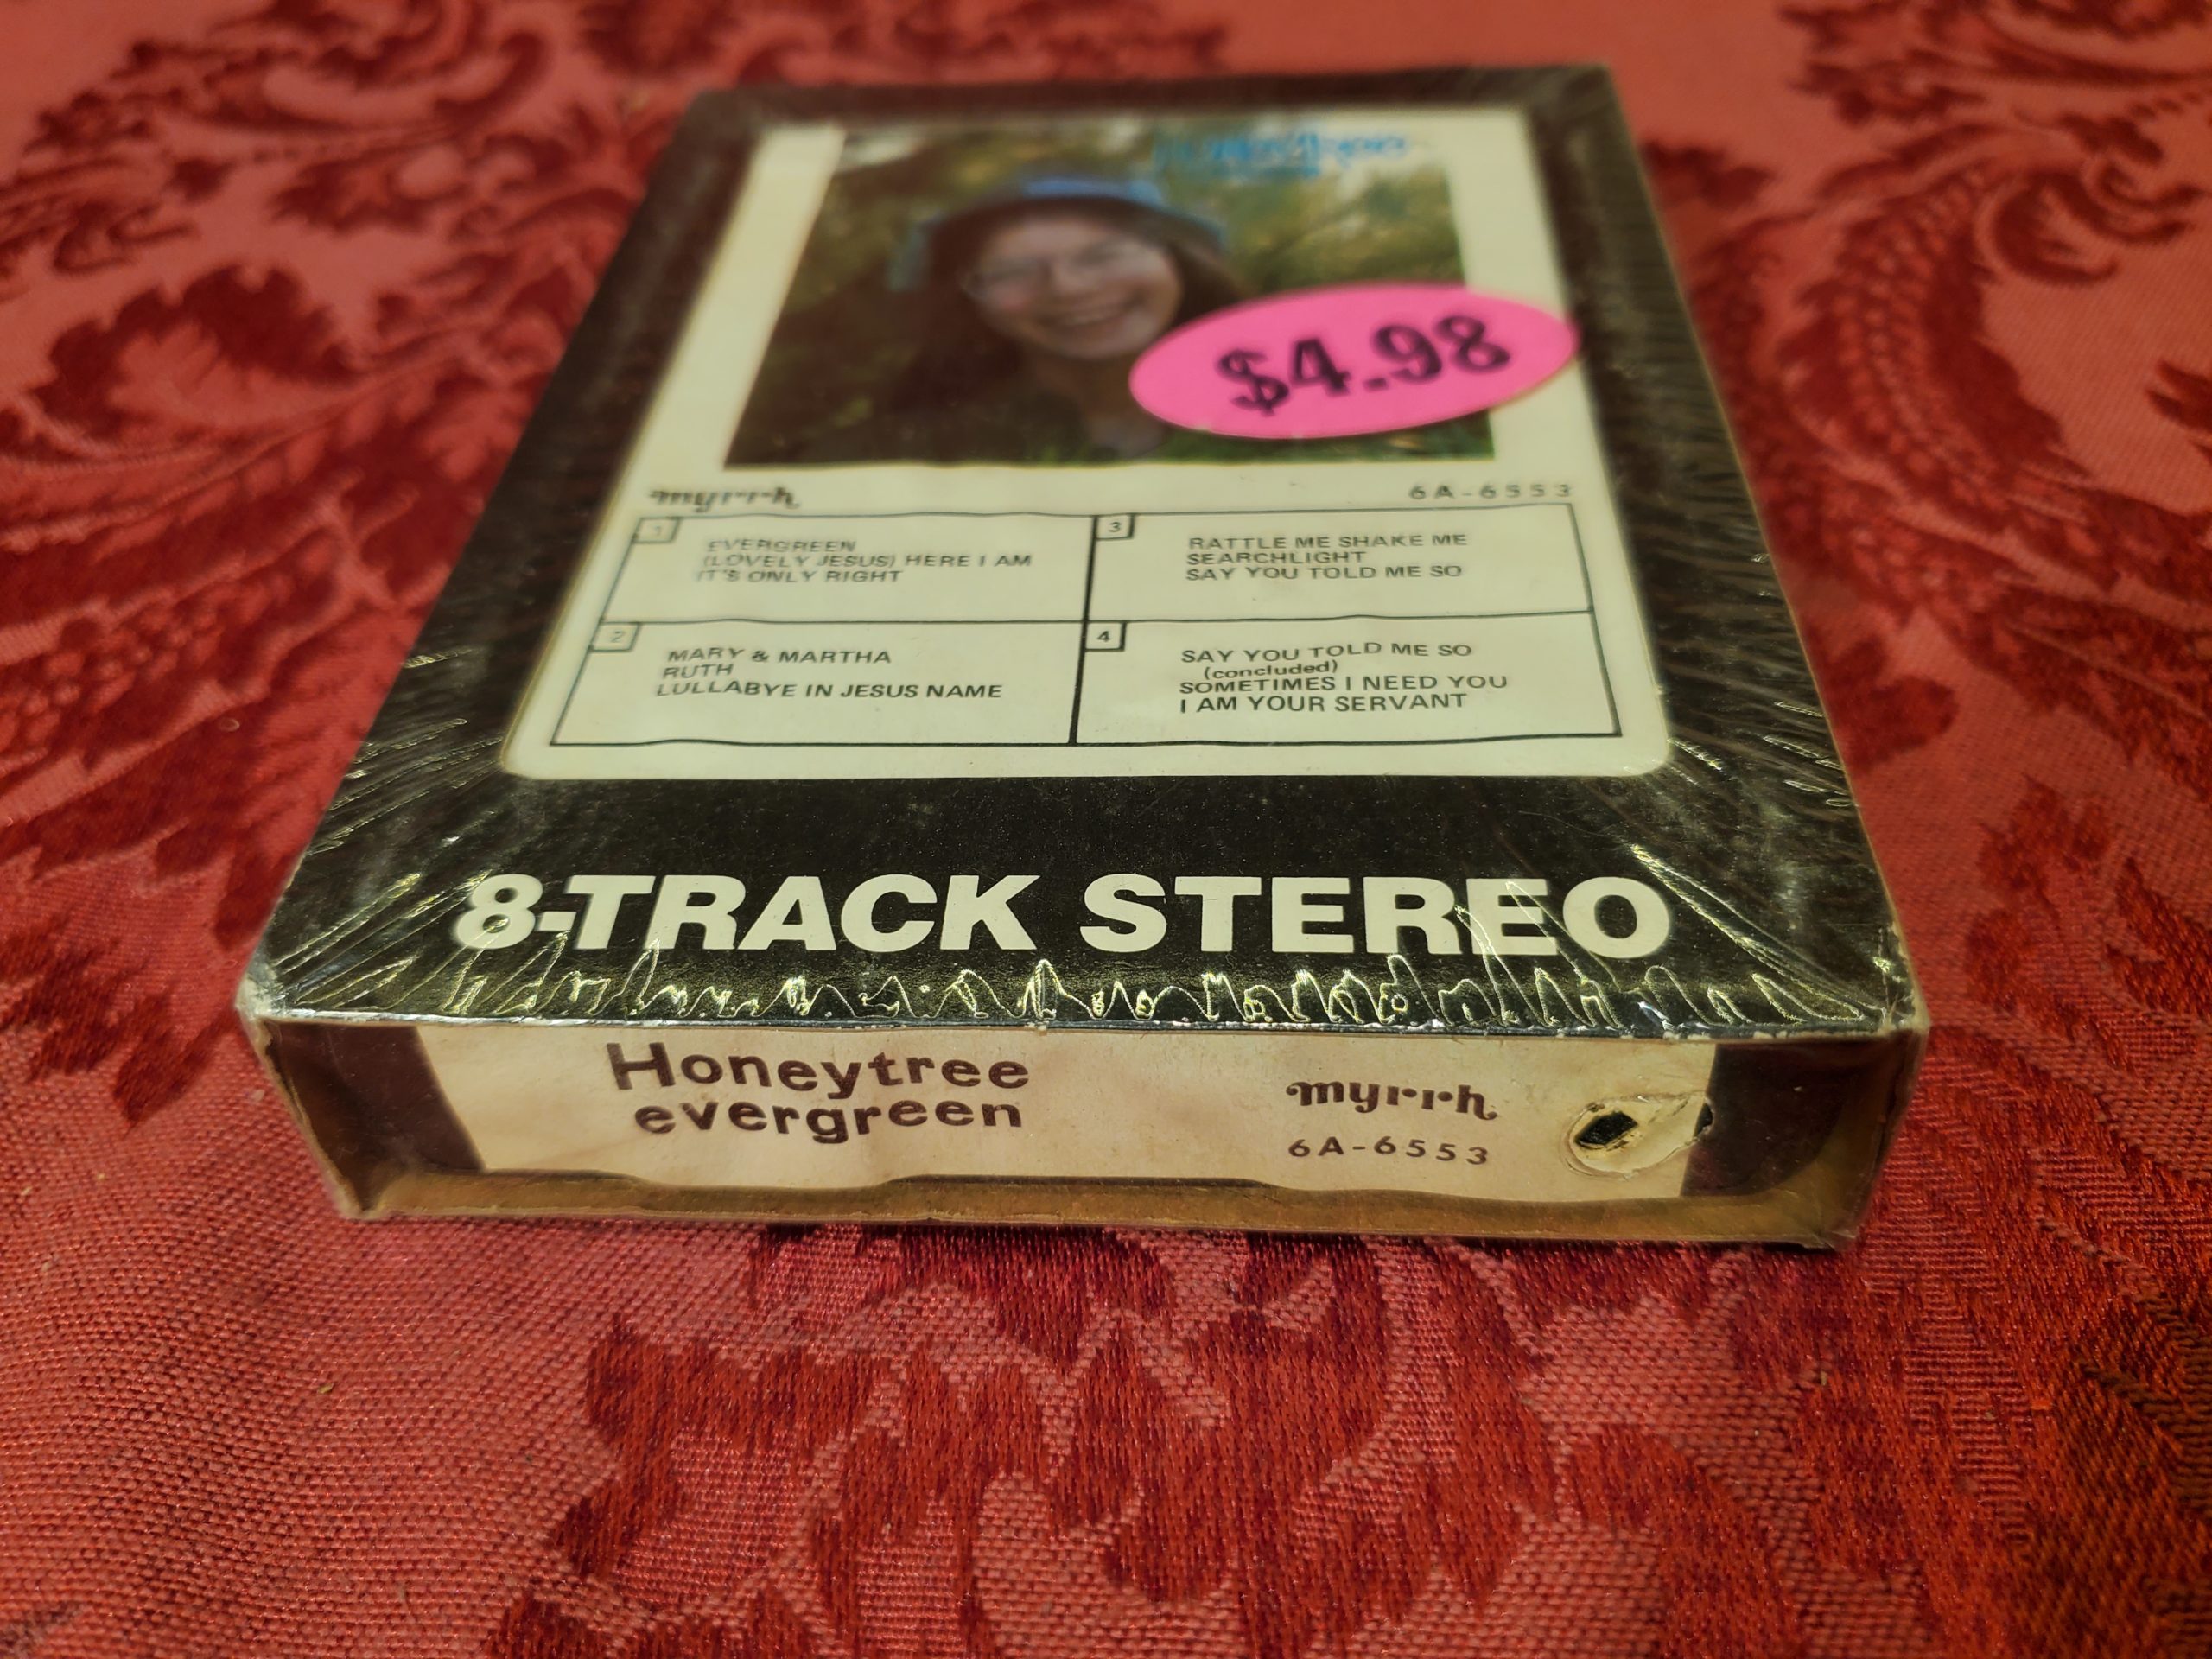 Honeytree
$4.98
myrrh
6A-6553
1
EVERGREEN
(LOVELY JESUS) HERE I AM
IT'S ONLY RIGHT
2
MARY & MARTHA
RUTH
LULLABYE IN JESUS NAME
3
RATTLE ME SHAKE ME
SEARCHLIGHT
SAY YOU TOLD ME SO
4
SAY YOU TOLD ME SO
(concluded)
SOMETIMES I NEED YOU
I AM YOUR SERVANT
8-TRACK STEREO
Honeytree
evergreen
myrrh
6A-6553